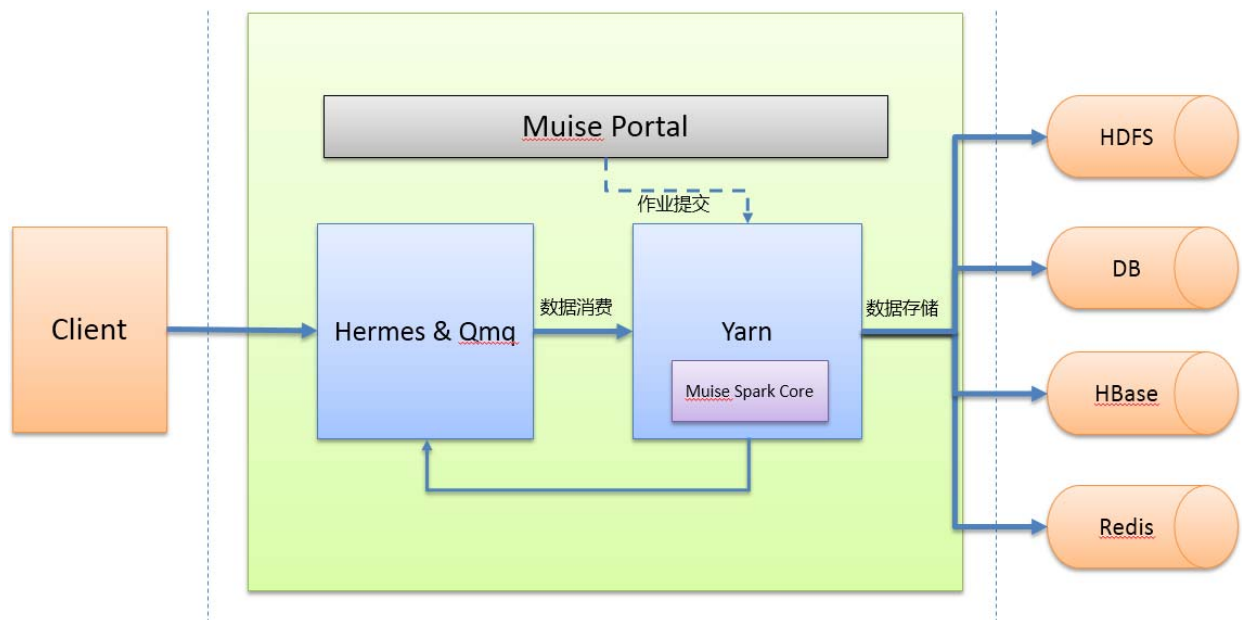 Muise Portal
作业提交
Client
Hermes & Qmq
数据消费
Yarn
Muise Spark Core
数据存储
HDFS
DB
HBase
Redis